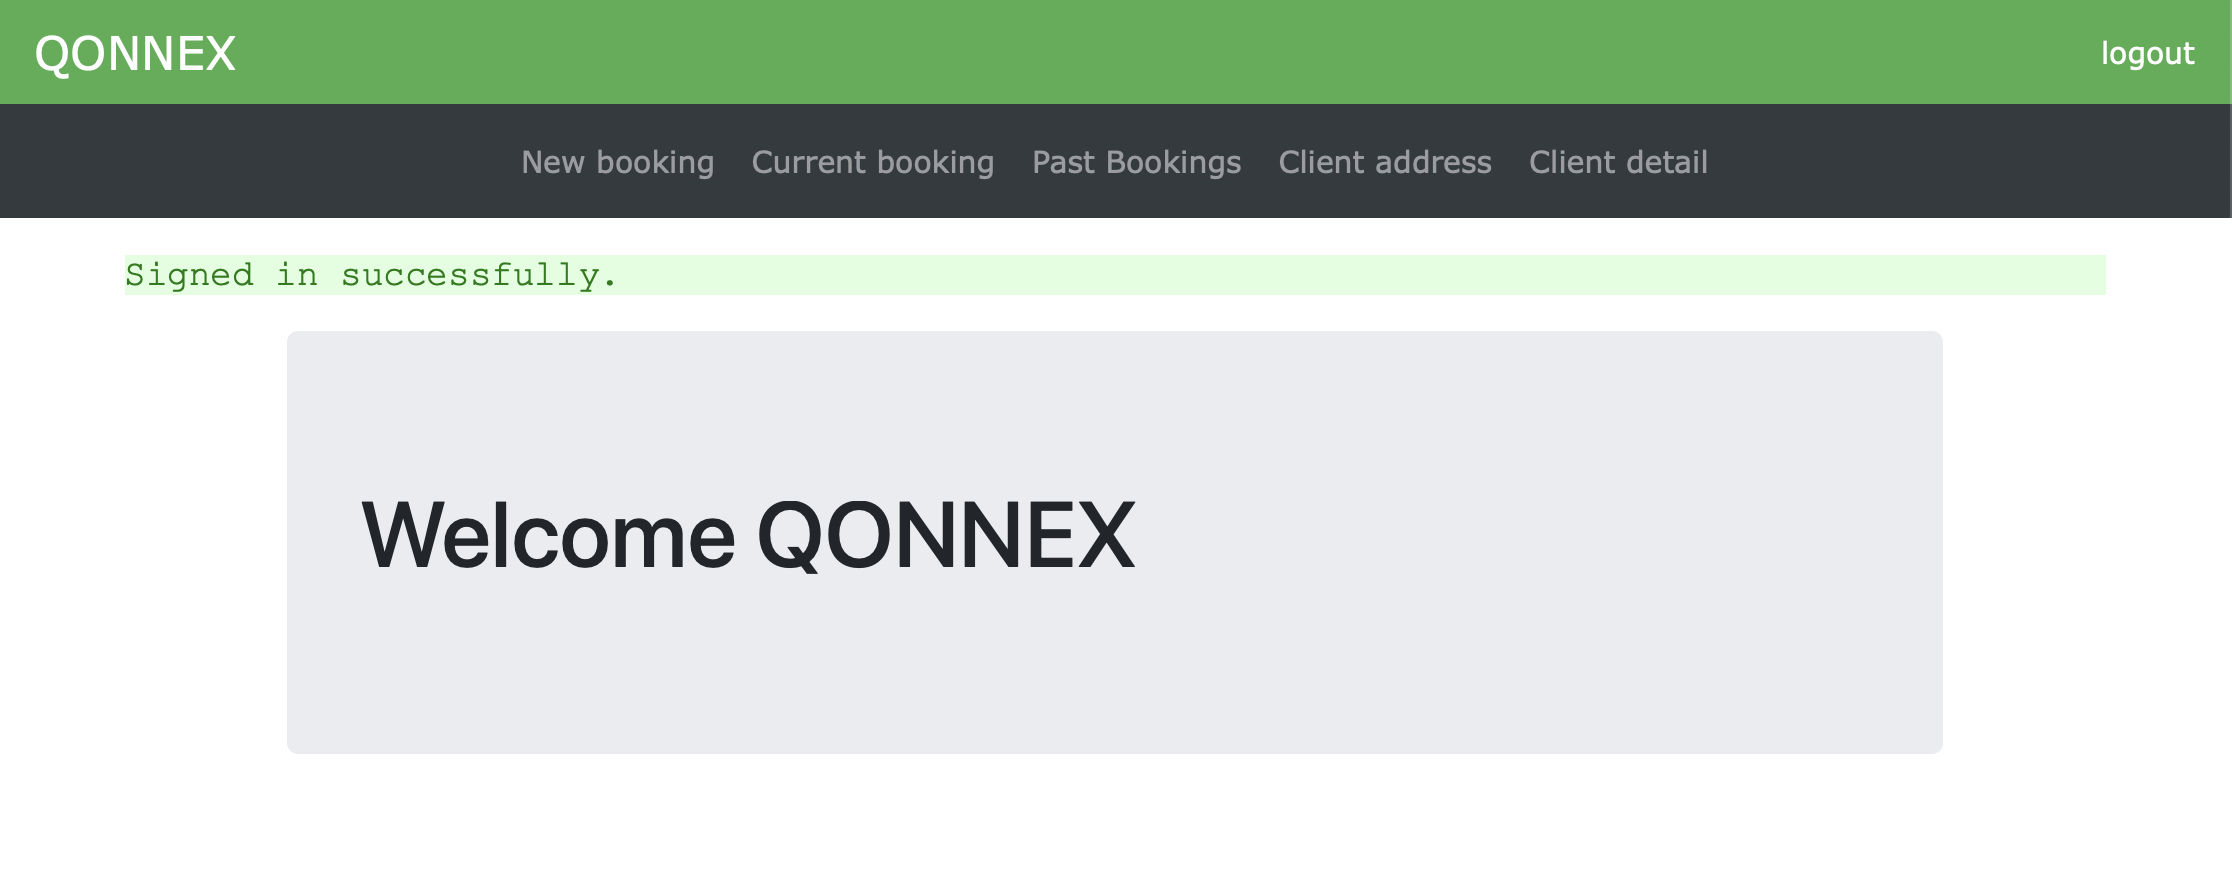 QONNEX logout
New booking Current booking Past Bookings Client address Client detail
Signed in successfully.
Welcome QONNEX